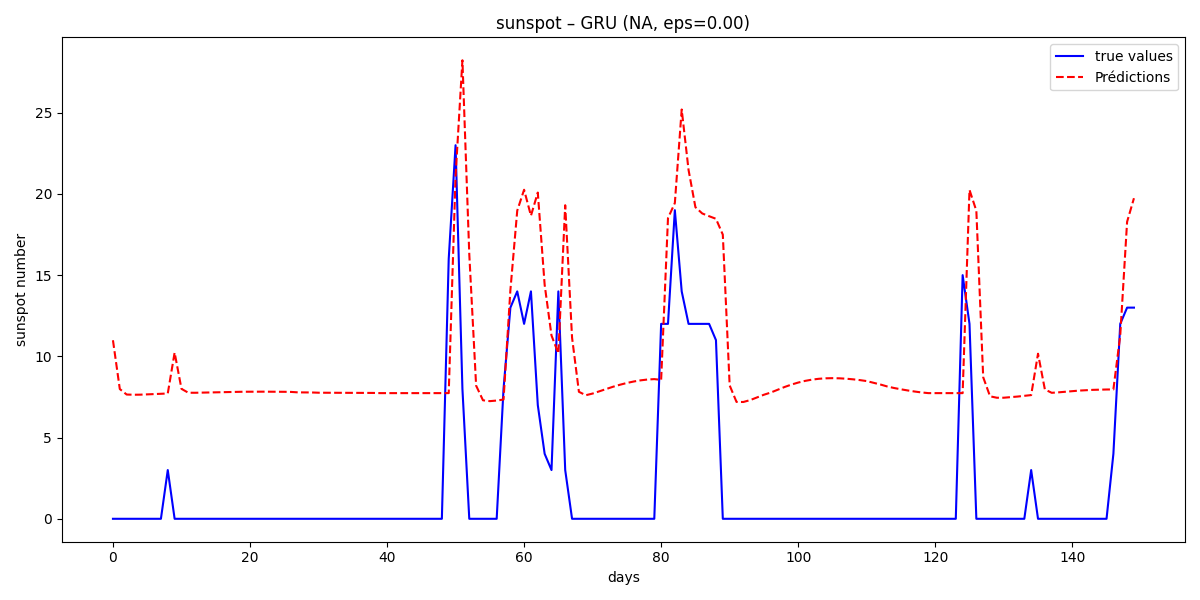 sunspot – GRU (NA, eps=0.00)
true values
Prédictions
sunspot number
25
20
15
10
5
0
0 20 40 60 80 100 120 140
days